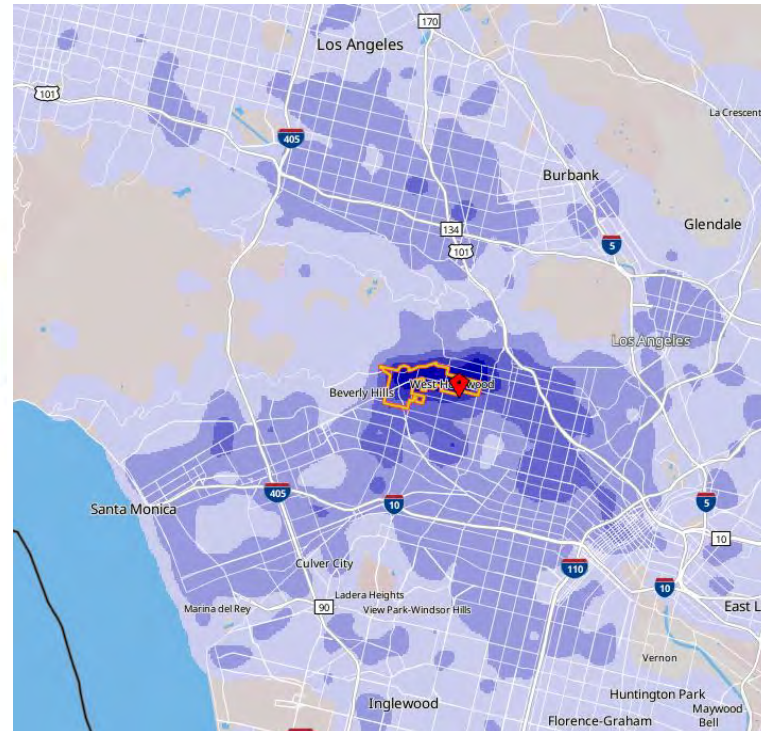 170
Los Angeles
101
La Crescent
405
Burbank
Glendale
134
101
5
Los Angeles
West Hollywood
Beverly Hills
405
Santa Monica
10
5
10
Culver City
110
Ladera Heights
10
Marina del Rey
90
View Park-Windsor Hills
East L
Vernon
Inglewood
Huntington Park
Maywood
Florence-Graham
Bell